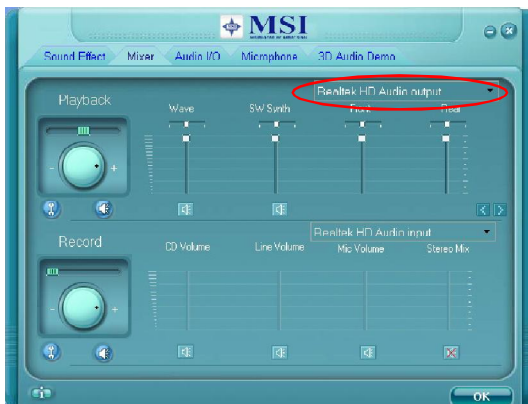 MSI
Sound Effect Mixer Audio I/O Microphone 3D Audio Demo
Realtek HD Audio output
Playback
Wave SW Synth Front Rear
- +
Realtek HD Audio input
Record
CD Volume Line Volume Mic Volume Stereo Mix
- +
OK